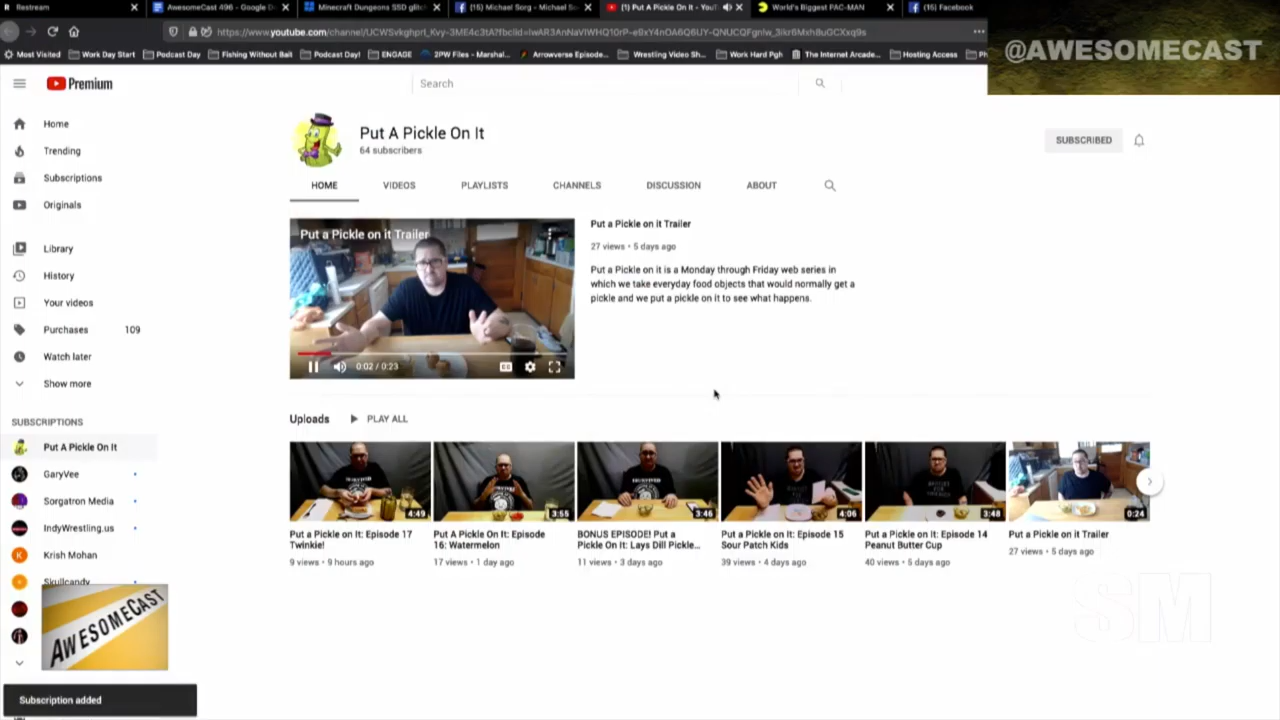 Restream
AwesomeCast 496 - Google D
Minecraft Dungeons SSD glitc
(15) Michael Sorg - Michael S
(1) Put A Pickle On It - YouT
World's Biggest PAC-MAN
(15) Facebook
Most Visited
Work Day Start
Podcast Day
Fishing Without Bait
Podcast Day!
ENGAGE
2PW Files - Marshal...
Arrowverse Episode...
Wrestling Video Sh...
Work Hard Pgh
The Internet Arcade...
Hosting Access
@AWESOMECAST
Premium
Search
Home
Trending
Subscriptions
Originals
Library
History
Your videos
Purchases 109
Watch later
Show more
SUBSCRIPTIONS
Put A Pickle On It
GaryVee
Sorgatron Media
IndyWrestling.us
Krish Mohan
Skullcandy
AWESOMECAST
Subscription added
Put A Pickle On It
64 subscribers
SUBSCRIBED
HOME
VIDEOS
PLAYLISTS
CHANNELS
DISCUSSION
ABOUT
Put a Pickle on it Trailer
0:02 / 0:23
Put a Pickle on it Trailer
27 views • 5 days ago
Put a Pickle on it is a Monday through Friday web series in
which we take everyday food objects that would normally get a
pickle and we put a pickle on it to see what happens.
Uploads
PLAY ALL
4:49
Put a Pickle on It: Episode 17
Twinkie!
9 views • 9 hours ago
3:55
Put A Pickle On It: Episode
16: Watermelon
17 views • 1 day ago
3:46
BONUS EPISODE! Put a
Pickle On It: Lays Dill Pickle...
11 views • 3 days ago
4:06
Put a Pickle on It: Episode 15
Sour Patch Kids
39 views • 4 days ago
3:48
Put a Pickle on It: Episode 14
Peanut Butter Cup
40 views • 5 days ago
0:24
Put a Pickle on it Trailer
27 views • 5 days ago
SM